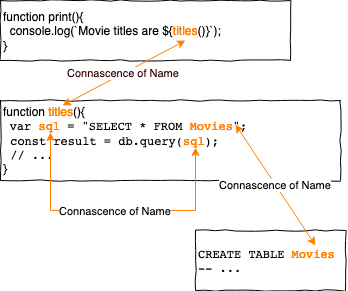 function print(){
console.log(`Movie titles are ${titles()}`);
}
Connascence of Name
function titles(){
var sql = "SELECT * FROM Movies";
const result = db.query(sql);
// ...
}
Connascence of Name
Connascence of Name
CREATE TABLE Movies
-- ...